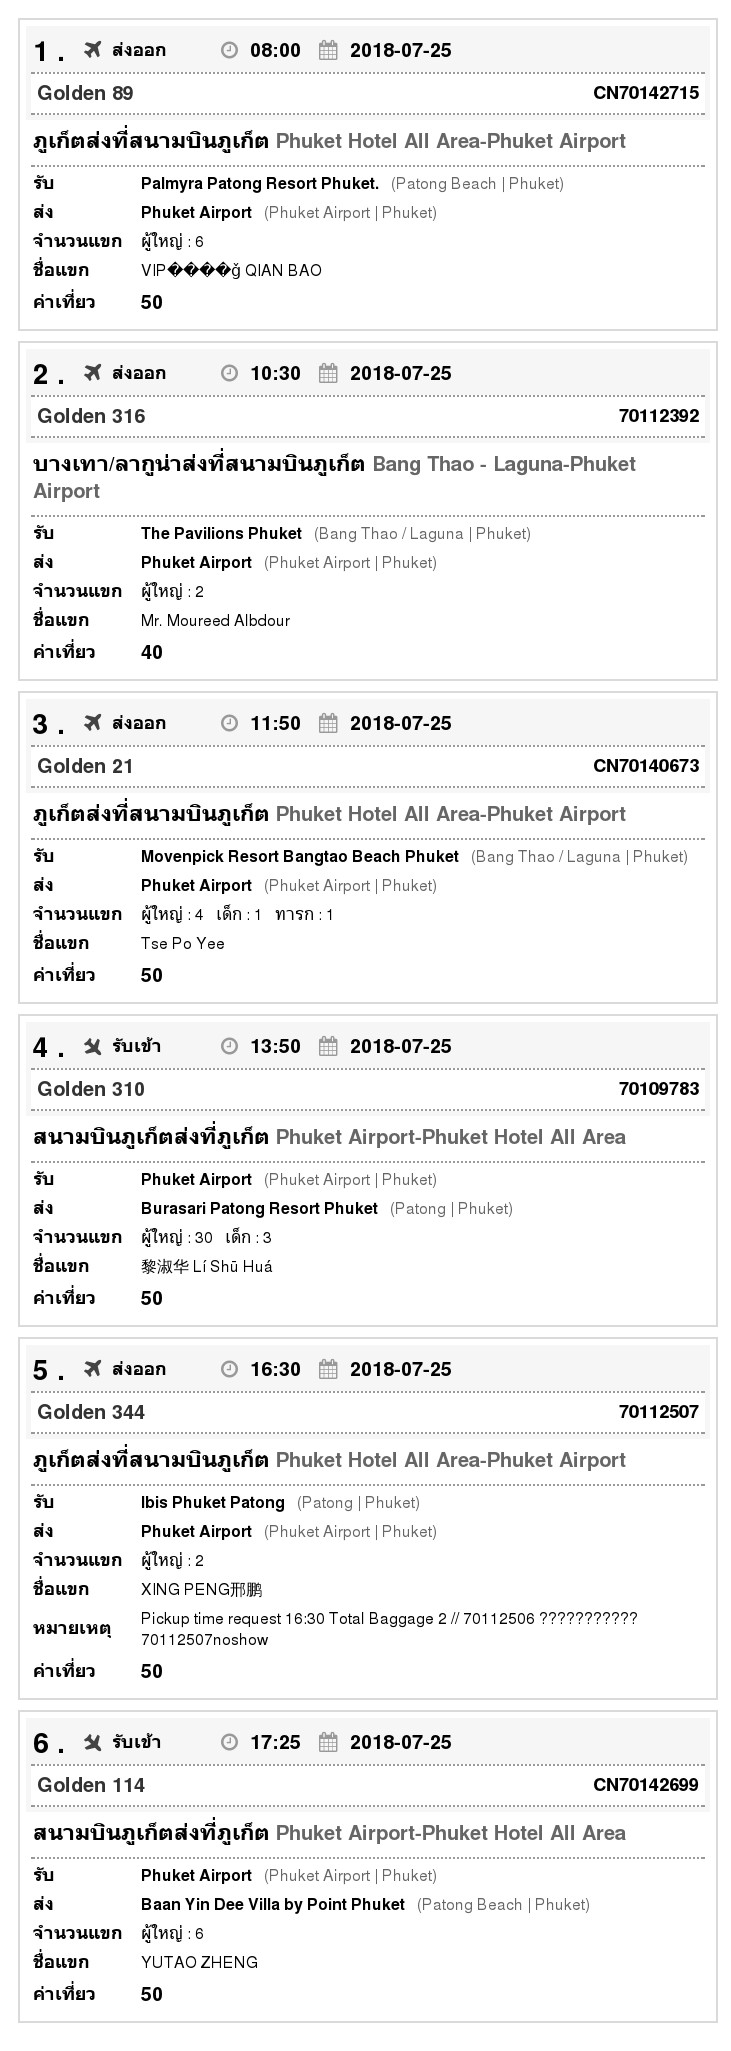 1 . ส่งออก 08:00 2018-07-25
Golden 89 CN70142715
ภูเก็ตส่งที่สนามบินภูเก็ต Phuket Hotel All Area-Phuket Airport
รับ Palmyra Patong Resort Phuket. (Patong Beach | Phuket)
ส่ง Phuket Airport (Phuket Airport | Phuket)
จำนวนแขก ผู้ใหญ่ : 6
ชื่อแขก VIP����ǧ QIAN BAO
ค่าเที่ยว 50
2 . ส่งออก 10:30 2018-07-25
Golden 316 70112392
บางเทา/ลากูน่าส่งที่สนามบินภูเก็ต Bang Thao - Laguna-Phuket
Airport
รับ The Pavilions Phuket (Bang Thao / Laguna | Phuket)
ส่ง Phuket Airport (Phuket Airport | Phuket)
จำนวนแขก ผู้ใหญ่ : 2
ชื่อแขก Mr. Moureed Albdour
ค่าเที่ยว 40
3 . ส่งออก 11:50 2018-07-25
Golden 21 CN70140673
ภูเก็ตส่งที่สนามบินภูเก็ต Phuket Hotel All Area-Phuket Airport
รับ Movenpick Resort Bangtao Beach Phuket (Bang Thao / Laguna | Phuket)
ส่ง Phuket Airport (Phuket Airport | Phuket)
จำนวนแขก ผู้ใหญ่ : 4 เด็ก : 1 ทารก : 1
ชื่อแขก Tse Po Yee
ค่าเที่ยว 50
4 . รับเข้า 13:50 2018-07-25
Golden 310 70109783
สนามบินภูเก็ตส่งที่ภูเก็ต Phuket Airport-Phuket Hotel All Area
รับ Phuket Airport (Phuket Airport | Phuket)
ส่ง Burasari Patong Resort Phuket (Patong | Phuket)
จำนวนแขก ผู้ใหญ่ : 30 เด็ก : 3
ชื่อแขก 黎淑华 Lí Shū Huá
ค่าเที่ยว 50
5 . ส่งออก 16:30 2018-07-25
Golden 344 70112507
ภูเก็ตส่งที่สนามบินภูเก็ต Phuket Hotel All Area-Phuket Airport
รับ Ibis Phuket Patong (Patong | Phuket)
ส่ง Phuket Airport (Phuket Airport | Phuket)
จำนวนแขก ผู้ใหญ่ : 2
ชื่อแขก XING PENG邢鹏
หมายเหตุ Pickup time request 16:30 Total Baggage 2 // 70112506 ???????????
70112507noshow
ค่าเที่ยว 50
6 . รับเข้า 17:25 2018-07-25
Golden 114 CN70142699
สนามบินภูเก็ตส่งที่ภูเก็ต Phuket Airport-Phuket Hotel All Area
รับ Phuket Airport (Phuket Airport | Phuket)
ส่ง Baan Yin Dee Villa by Point Phuket (Patong Beach | Phuket)
จำนวนแขก ผู้ใหญ่ : 6
ชื่อแขก YUTAO ZHENG
ค่าเที่ยว 50